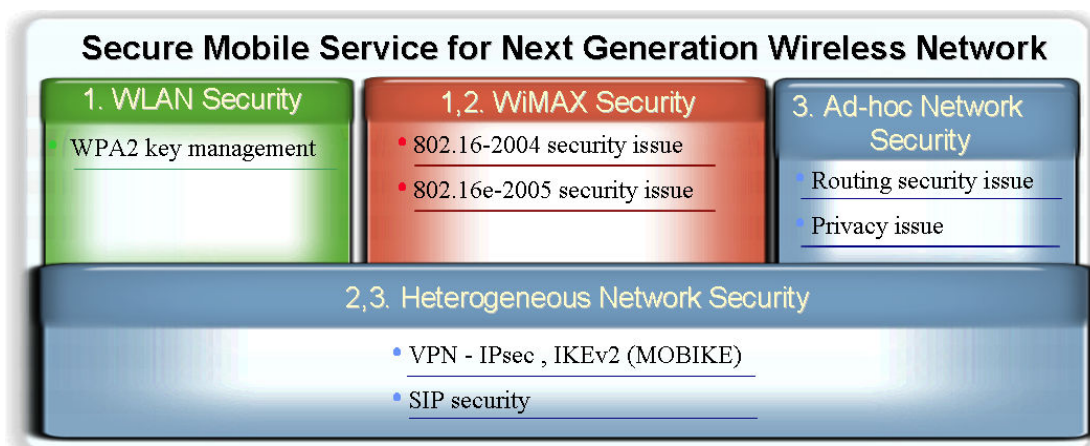 Secure Mobile Service for Next Generation Wireless Network
1. WLAN Security
• WPA2 key management
1,2. WiMAX Security
• 802.16-2004 security issue
• 802.16e-2005 security issue
3. Ad-hoc Network
Security
• Routing security issue
• Privacy issue
2,3. Heterogeneous Network Security
• VPN - IPsec , IKEv2 (MOBIKE)
• SIP security